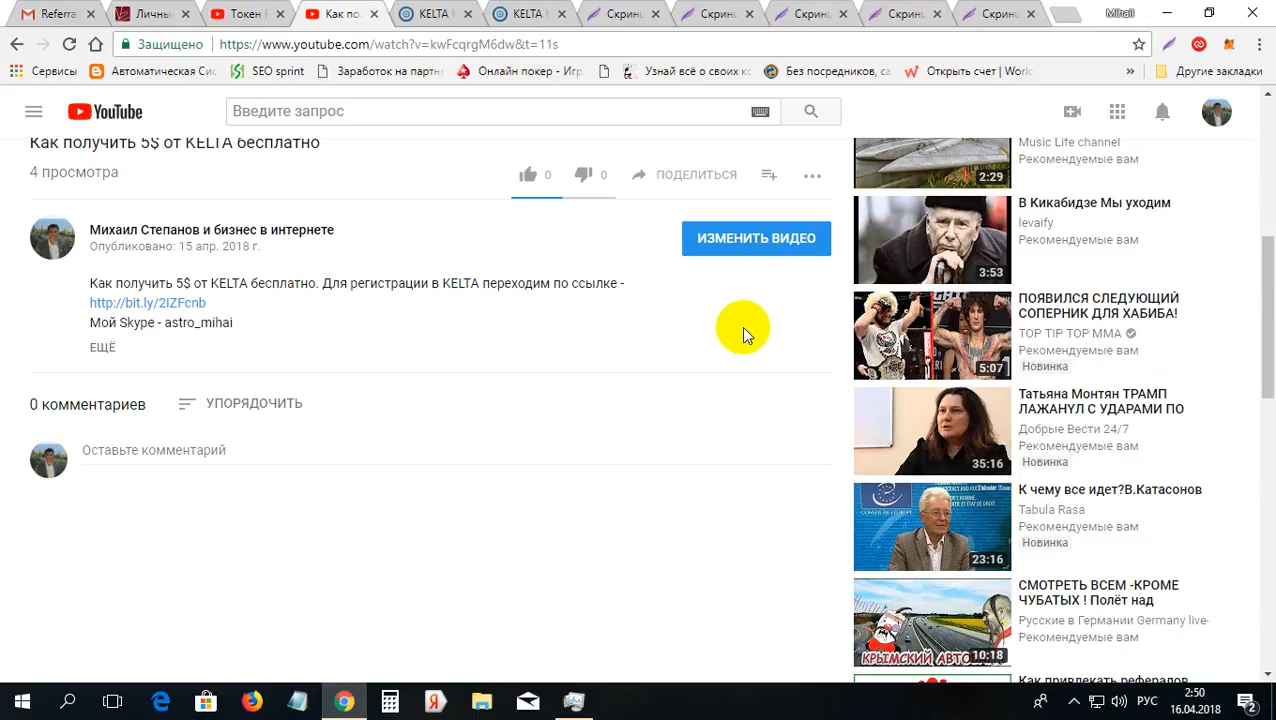 Referra
Личны
Токен
Как по
KELTA
KELTA
Скрин
Скрин
Скрин
Скрин
Скрин
Mihail
Защищено
https://www.youtube.com/watch?v=kwFcqrgM6dw&t=11s
Сервисы
Автоматическая Сис
SEO sprint
Заработок на партн
Онлайн покер - Игр
Узнай всё о своих ко
Без посредников, са
Открыть счет | Work
»
Другие закладки
YouTube
Введите запрос
Как получить 5$ от KELTA бесплатно
4 просмотра
0
0
ПОДЕЛИТЬСЯ
Михаил Степанов и бизнес в интернете
Опубликовано: 15 апр. 2018 г.
ИЗМЕНИТЬ ВИДЕО
Как получить 5$ от KELTA бесплатно. Для регистрации в KELTA переходим по ссылке -
http://bit.ly/2IZFcnb
Мой Skype - astro_mihai
ЕЩЁ
0 комментариев
УПОРЯДОЧИТЬ
Оставьте комментарий
Music Life channel
Рекомендуемые вам
2:29
В Кикабидзе Мы уходим
levaify
Рекомендуемые вам
3:53
ПОЯВИЛСЯ СЛЕДУЮЩИЙ
СОПЕРНИК ДЛЯ ХАБИБА!
TOP TIP TOP MMA
Рекомендуемые вам
Новинка
5:07
Татьяна Монтян ТРАМП
ЛАЖАНУЛ С УДАРАМИ ПО
Добрые Вести 24/7
Рекомендуемые вам
Новинка
35:16
К чему все идет?В.Катасонов
Tabula Rasa
Рекомендуемые вам
Новинка
23:16
СМОТРЕТЬ ВСЕМ -КРОМЕ
ЧУБАТЫХ ! Полёт над
Русские в Германии Germany live
Рекомендуемые вам
КРЫМСКИЙ
10:18
Как привлекать рефералов
РУС
2:50
16.04.2018
2